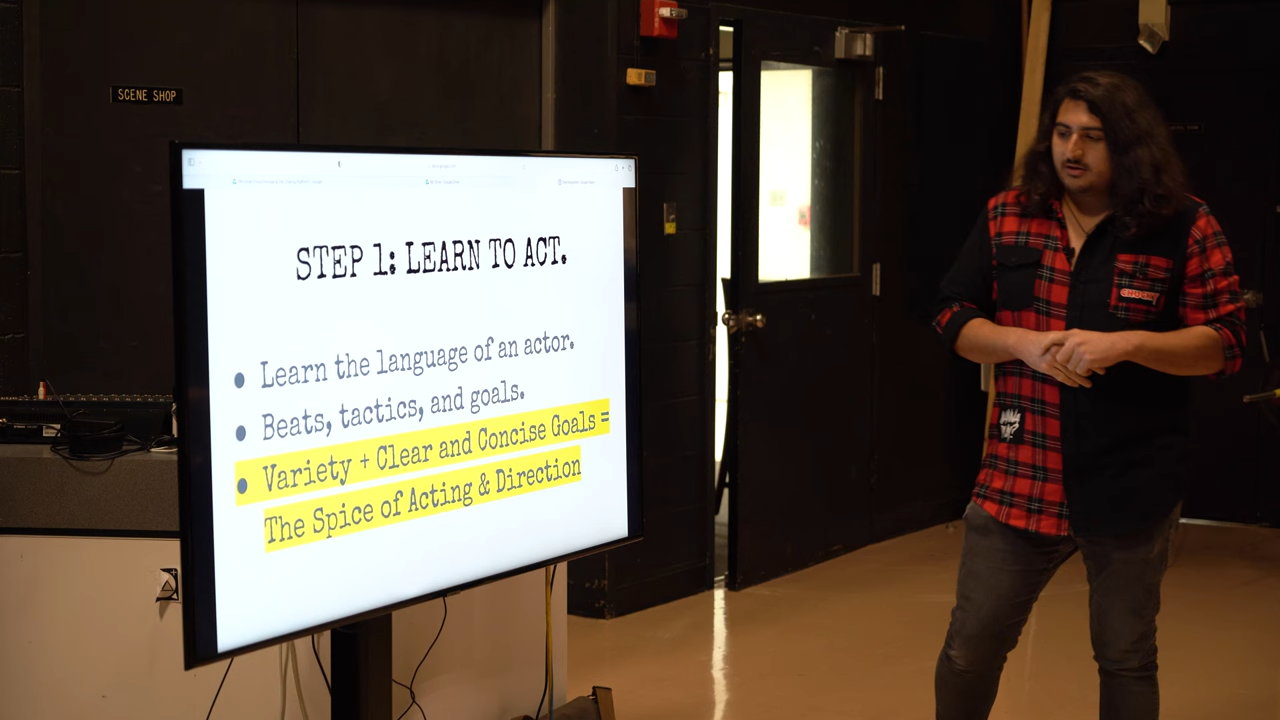 SCENE SHOP
STEP 1: LEARN TO ACT.
● Learn the language of an actor.
● Beats, tactics, and goals.
● Variety + Clear and Concise Goals =
The Spice of Acting & Direction
CHUCKY